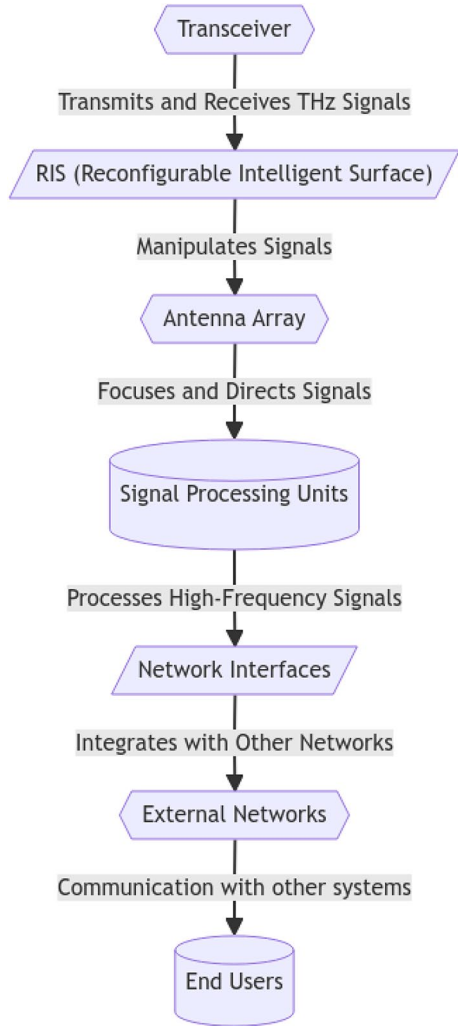 Transceiver
Transmits and Receives THz Signals
RIS (Reconfigurable Intelligent Surface)
Manipulates Signals
Antenna Array
Focuses and Directs Signals
Signal Processing Units
Processes High-Frequency Signals
Network Interfaces
Integrates with Other Networks
External Networks
Communication with other systems
End Users